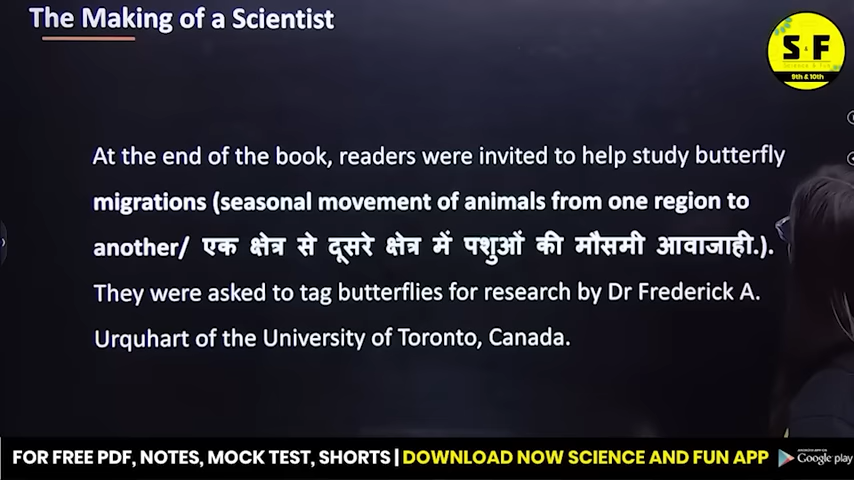 The Making of a Scientist
S & F
Science & Fun
9th & 10th
At the end of the book, readers were invited to help study butterfly
migrations (seasonal movement of animals from one region to
another/ एक क्षेत्र से दूसरे क्षेत्र में पशुओं की मौसमी आवाजाही.).
They were asked to tag butterflies for research by Dr Frederick A.
Urquhart of the University of Toronto, Canada.
FOR FREE PDF, NOTES, MOCK TEST, SHORTS | DOWNLOAD NOW SCIENCE AND FUN APP
Google play